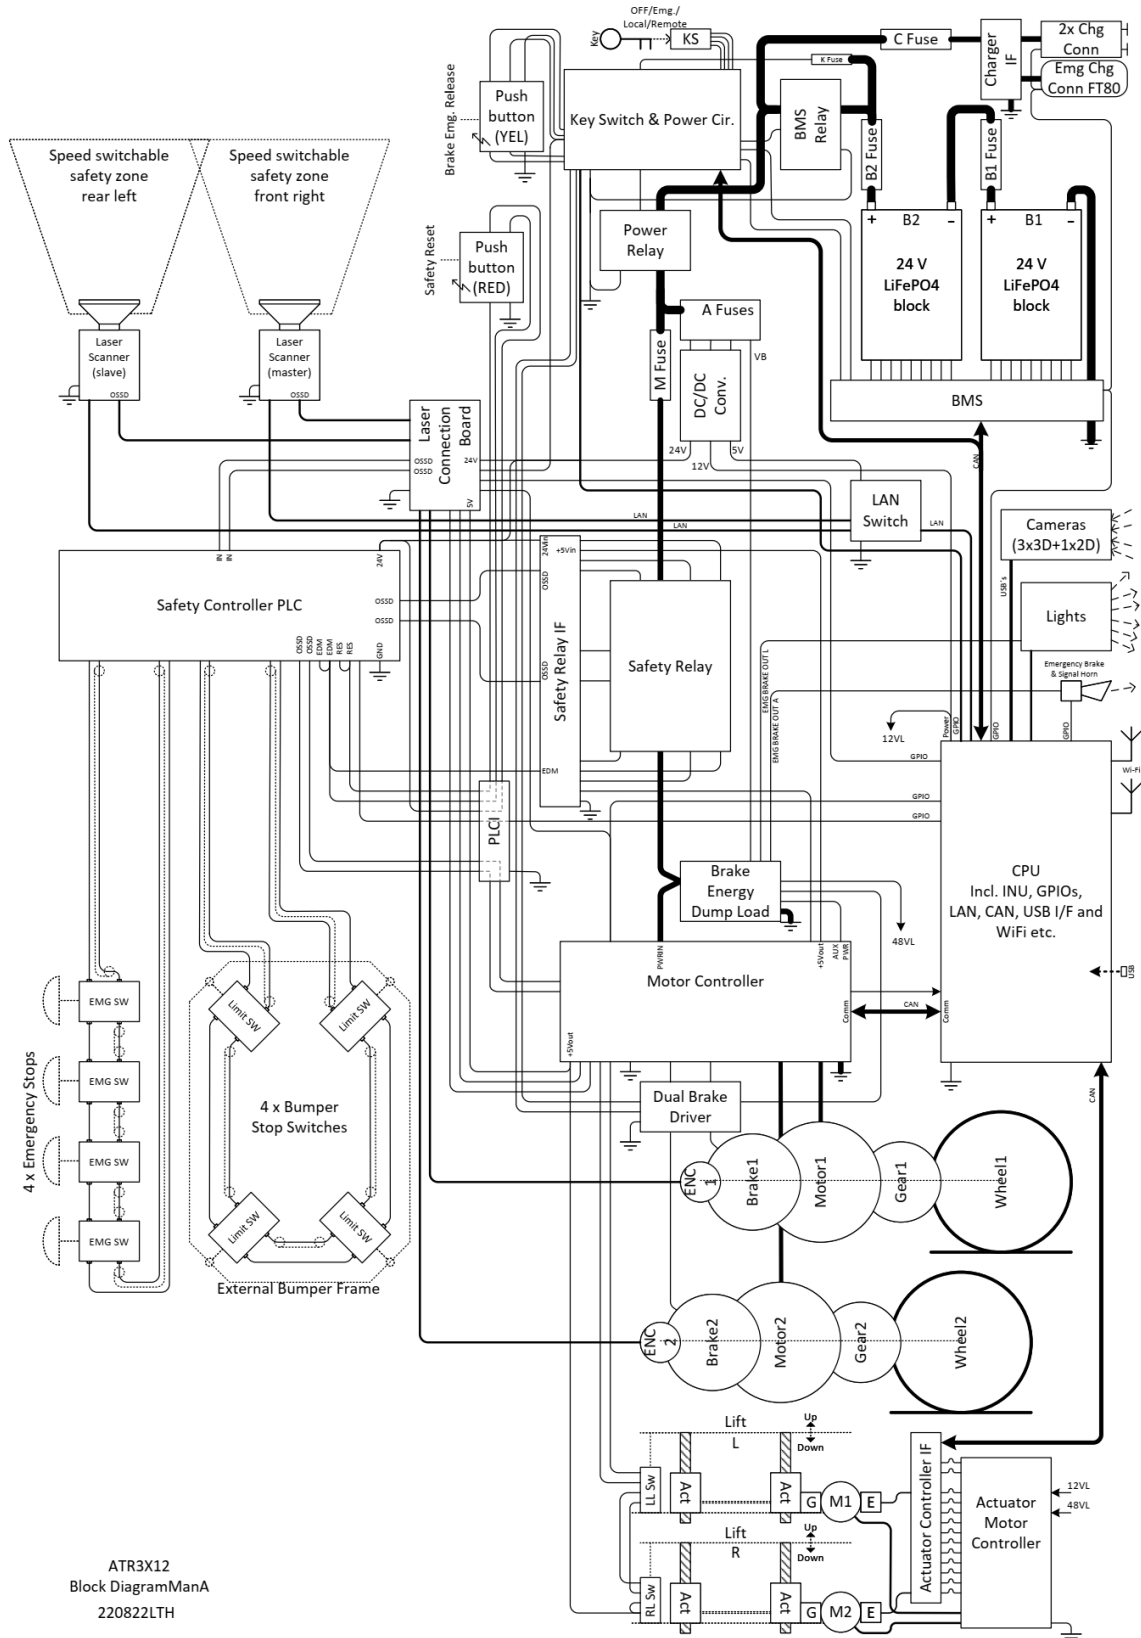 OFF/Emg./
Local/Remote
Key
KS
C Fuse
Charger
IF
2x Chg
Conn
Emg Chg
Conn FT80
K Fuse
Brake Emg. Release
Push
button
(YEL)
Key Switch & Power Cir.
BMS
Relay
B2 Fuse
B1 Fuse
Speed switchable
safety zone
rear left
Speed switchable
safety zone
front right
Safety Reset
Push
button
(RED)
Power
Relay
+ B2 -
24 V
LiFePO4
block
+ B1 -
24 V
LiFePO4
block
A Fuses
M Fuse
VB
DC/DC
Conv.
Laser
Scanner
(slave)
OSSD
Laser
Scanner
(master)
OSSD
BMS
Laser
Connection
Board
OSSD
OSSD
24V
5V
24V
12V
5V
CAN
LAN
Switch
LAN
LAN
LAN
Cameras
(3x3D+1x2D)
USB's
Safety Controller PLC
IN
IN
24V
OSSD
OSSD
OSSD
OSSD
EDM
EDM
RES
RES
GND
24Vin
+5Vin
OSSD
OSSD
EDM
Safety Relay IF
Safety Relay
Lights
EMG BRAKE OUT L
EMG BRAKE OUT A
Emergency Brake
& Signal Horn
12VL
Power
GPIO
GPIO
GPIO
GPIO
Wi-Fi
GPIO
GPIO
PLCI
Brake
Energy
Dump Load
48VL
CPU
Incl. INU, GPIOs,
LAN, CAN, USB I/F and
WiFi etc.
USB
PWRIN
+5Vout
AUX
PWR
Motor Controller
+5Vout
Comm
CAN
Comm
CAN
4 x Emergency Stops
EMG SW
EMG SW
EMG SW
EMG SW
Limit SW
Limit SW
4 x Bumper
Stop Switches
Limit SW
Limit SW
External Bumper Frame
Dual Brake
Driver
ENC
1
Brake1
Motor1
Gear1
Wheel1
ENC
2
Brake2
Motor2
Gear2
Wheel2
Lift
L
Up
Down
LL Sw
Act
Act
G
M1
E
Lift
R
Up
Down
RL Sw
Act
Act
G
M2
E
Actuator Controller IF
Actuator
Motor
Controller
12VL
48VL
ATR3X12
Block DiagramManA
220822LTH